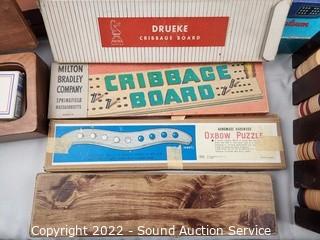 DRUEKE
CRIBBAGE BOARD
MILTON
BRADLEY
COMPANY
SPRINGFIELD
MASSACHUSETTS
CRIBBAGE
BOARD
HANDMADE HARDWOOD
OXBOW PUZZLE
Copyright 2022 - Sound Auction Service